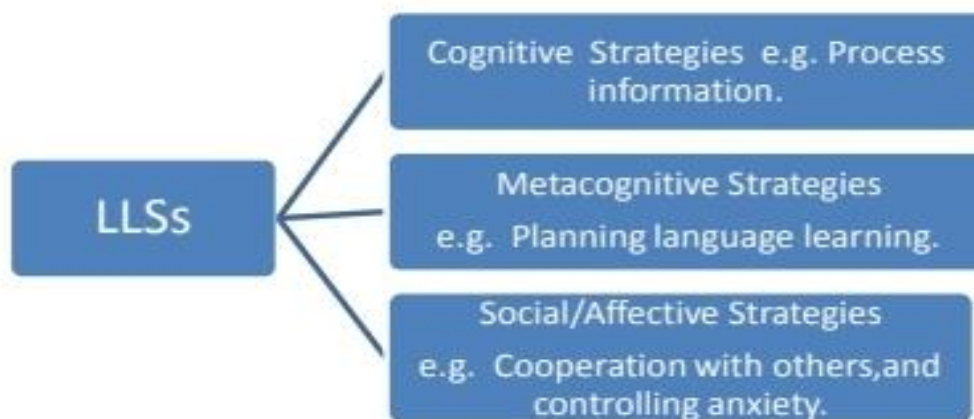 LLSs
Cognitive Strategies e.g. Process
information.
Metacognitive Strategies
e.g. Planning language learning.
Social/Affective Strategies
e.g. Cooperation with others,and
controlling anxiety.